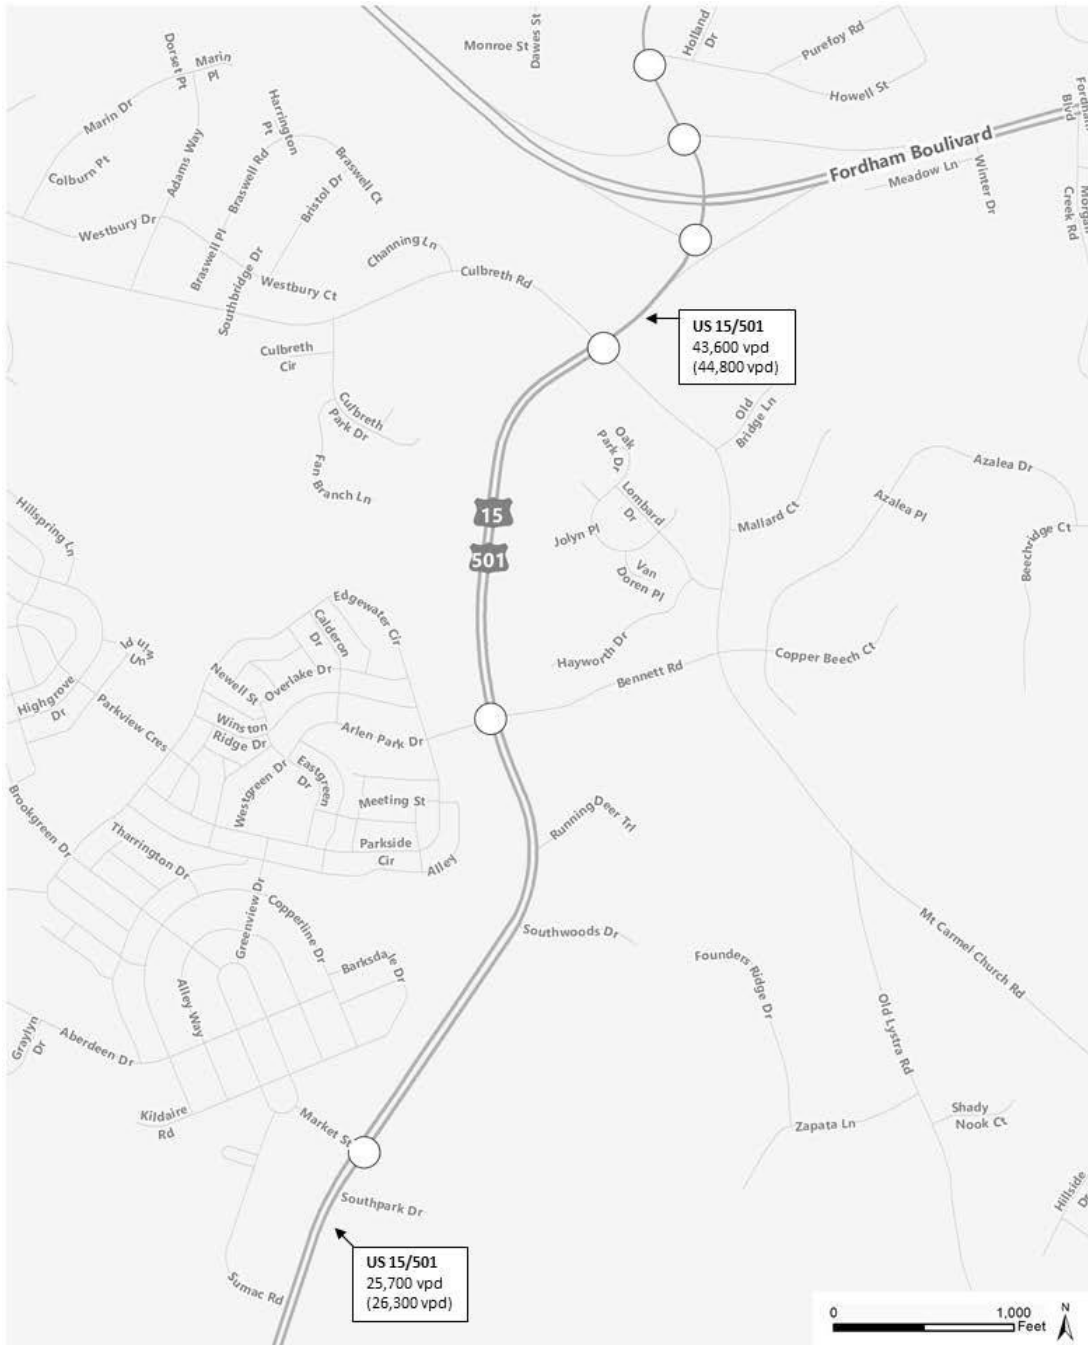 Monroe St
Dawes St
Holland
Dr
Purefoy Rd
Howell St
Fordham
Blvd
Dorset Pt
Marin
Pl
Marin Dr
Colburn Pt
Adams Way
Harrington
Pt
Braswell Rd
Braswell Ct
Bristol Dr
Fordham Boulivard
Meadow Ln
Winter Dr
Morgan
Creek Rd
Westbury Dr
Braswell Pl
Southbridge Dr
Westbury Ct
Channing Ln
Culbreth Rd
US 15/501
43,600 vpd
(44,800 vpd)
Culbreth
Cir
Culbreth
Park Dr
Fan Branch Ln
Old
Bridge Ln
Oak
Park Dr
Lombard
Dr
Jolyn Pl
Van
Doren Pl
Mallard Ct
Azalea Dr
Azalea Pl
Beechridge Ct
Hillspring Ln
15
501
Edgewater Cir
Calderon
Dr
Hayworth Dr
Bennett Rd
Copper Beech Ct
Highgrove
Dr
Parkview Cres
Newell St
Overlake Dr
Winston
Ridge Dr
Arlen Park Dr
Westgreen Dr
Eastgreen
Dr
Meeting St
Parkside
Cir
Alley
Running Deer Trl
Brookgreen Dr
Tharrington Dr
Greenview Dr
Copperline Dr
Barksdale Dr
Southwoods Dr
Founders Ridge Dr
Mt Carmel Church Rd
Old Lystra Rd
Alley Way
Graylyn
Dr
Aberdeen Dr
Kildaire
Rd
Market St
Zapata Ln
Shady
Nook Ct
Southpark Dr
Hillside
Sumac Rd
US 15/501
25,700 vpd
(26,300 vpd)
0
1,000
Feet
N